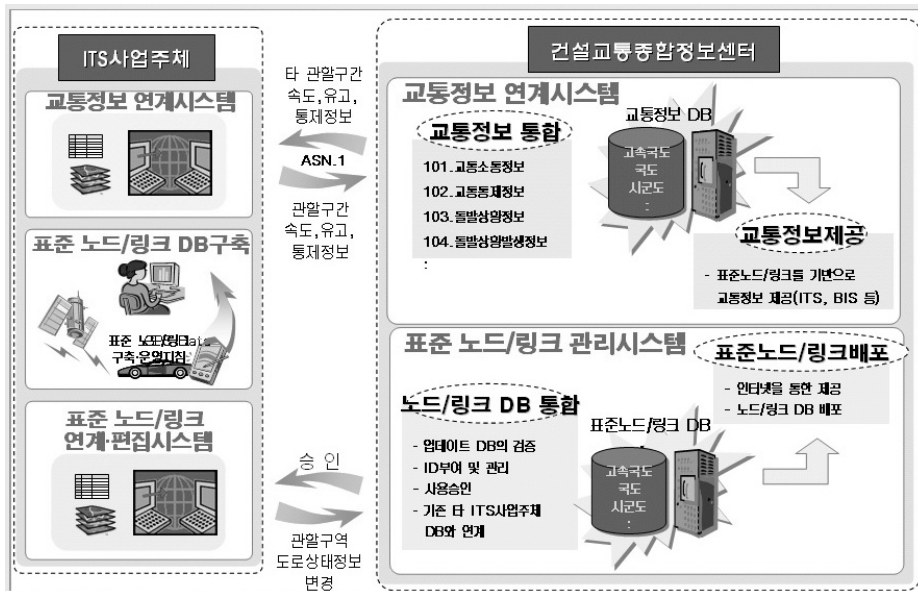 ITS사업주체
교통정보 연계시스템
표준 노드/링크 DB구축
표준 노드/링크
구축·운영지침
표준 노드/링크
연계·편집시스템
타 관할구간
속도,유고,
통제정보
ASN.1
관할구간
속도,유고,
통제정보
승 인
관할구역
도로상태정보
변경
건설교통종합정보센터
교통정보 연계시스템
교통정보 통합
101.교통소통정보
102.교통통제정보
103.돌발상황정보
104.돌발상황발생정보
:
교통정보 DB
고속국도
국도
시군도
:
교통정보제공
- 표준노드/링크를 기반으로
교통정보 제공(ITS, BIS 등)
표준 노드/링크 관리시스템
노드/링크 DB 통합
- 업데이트 DB의 검증
- ID부여 및 관리
- 사용승인
- 기존 타 ITS사업주체
DB와 연계
표준노드/링크 DB
고속국도
국도
시군도
:
표준노드/링크배포
- 인터넷을 통한 제공
- 노드/링크 DB 배포